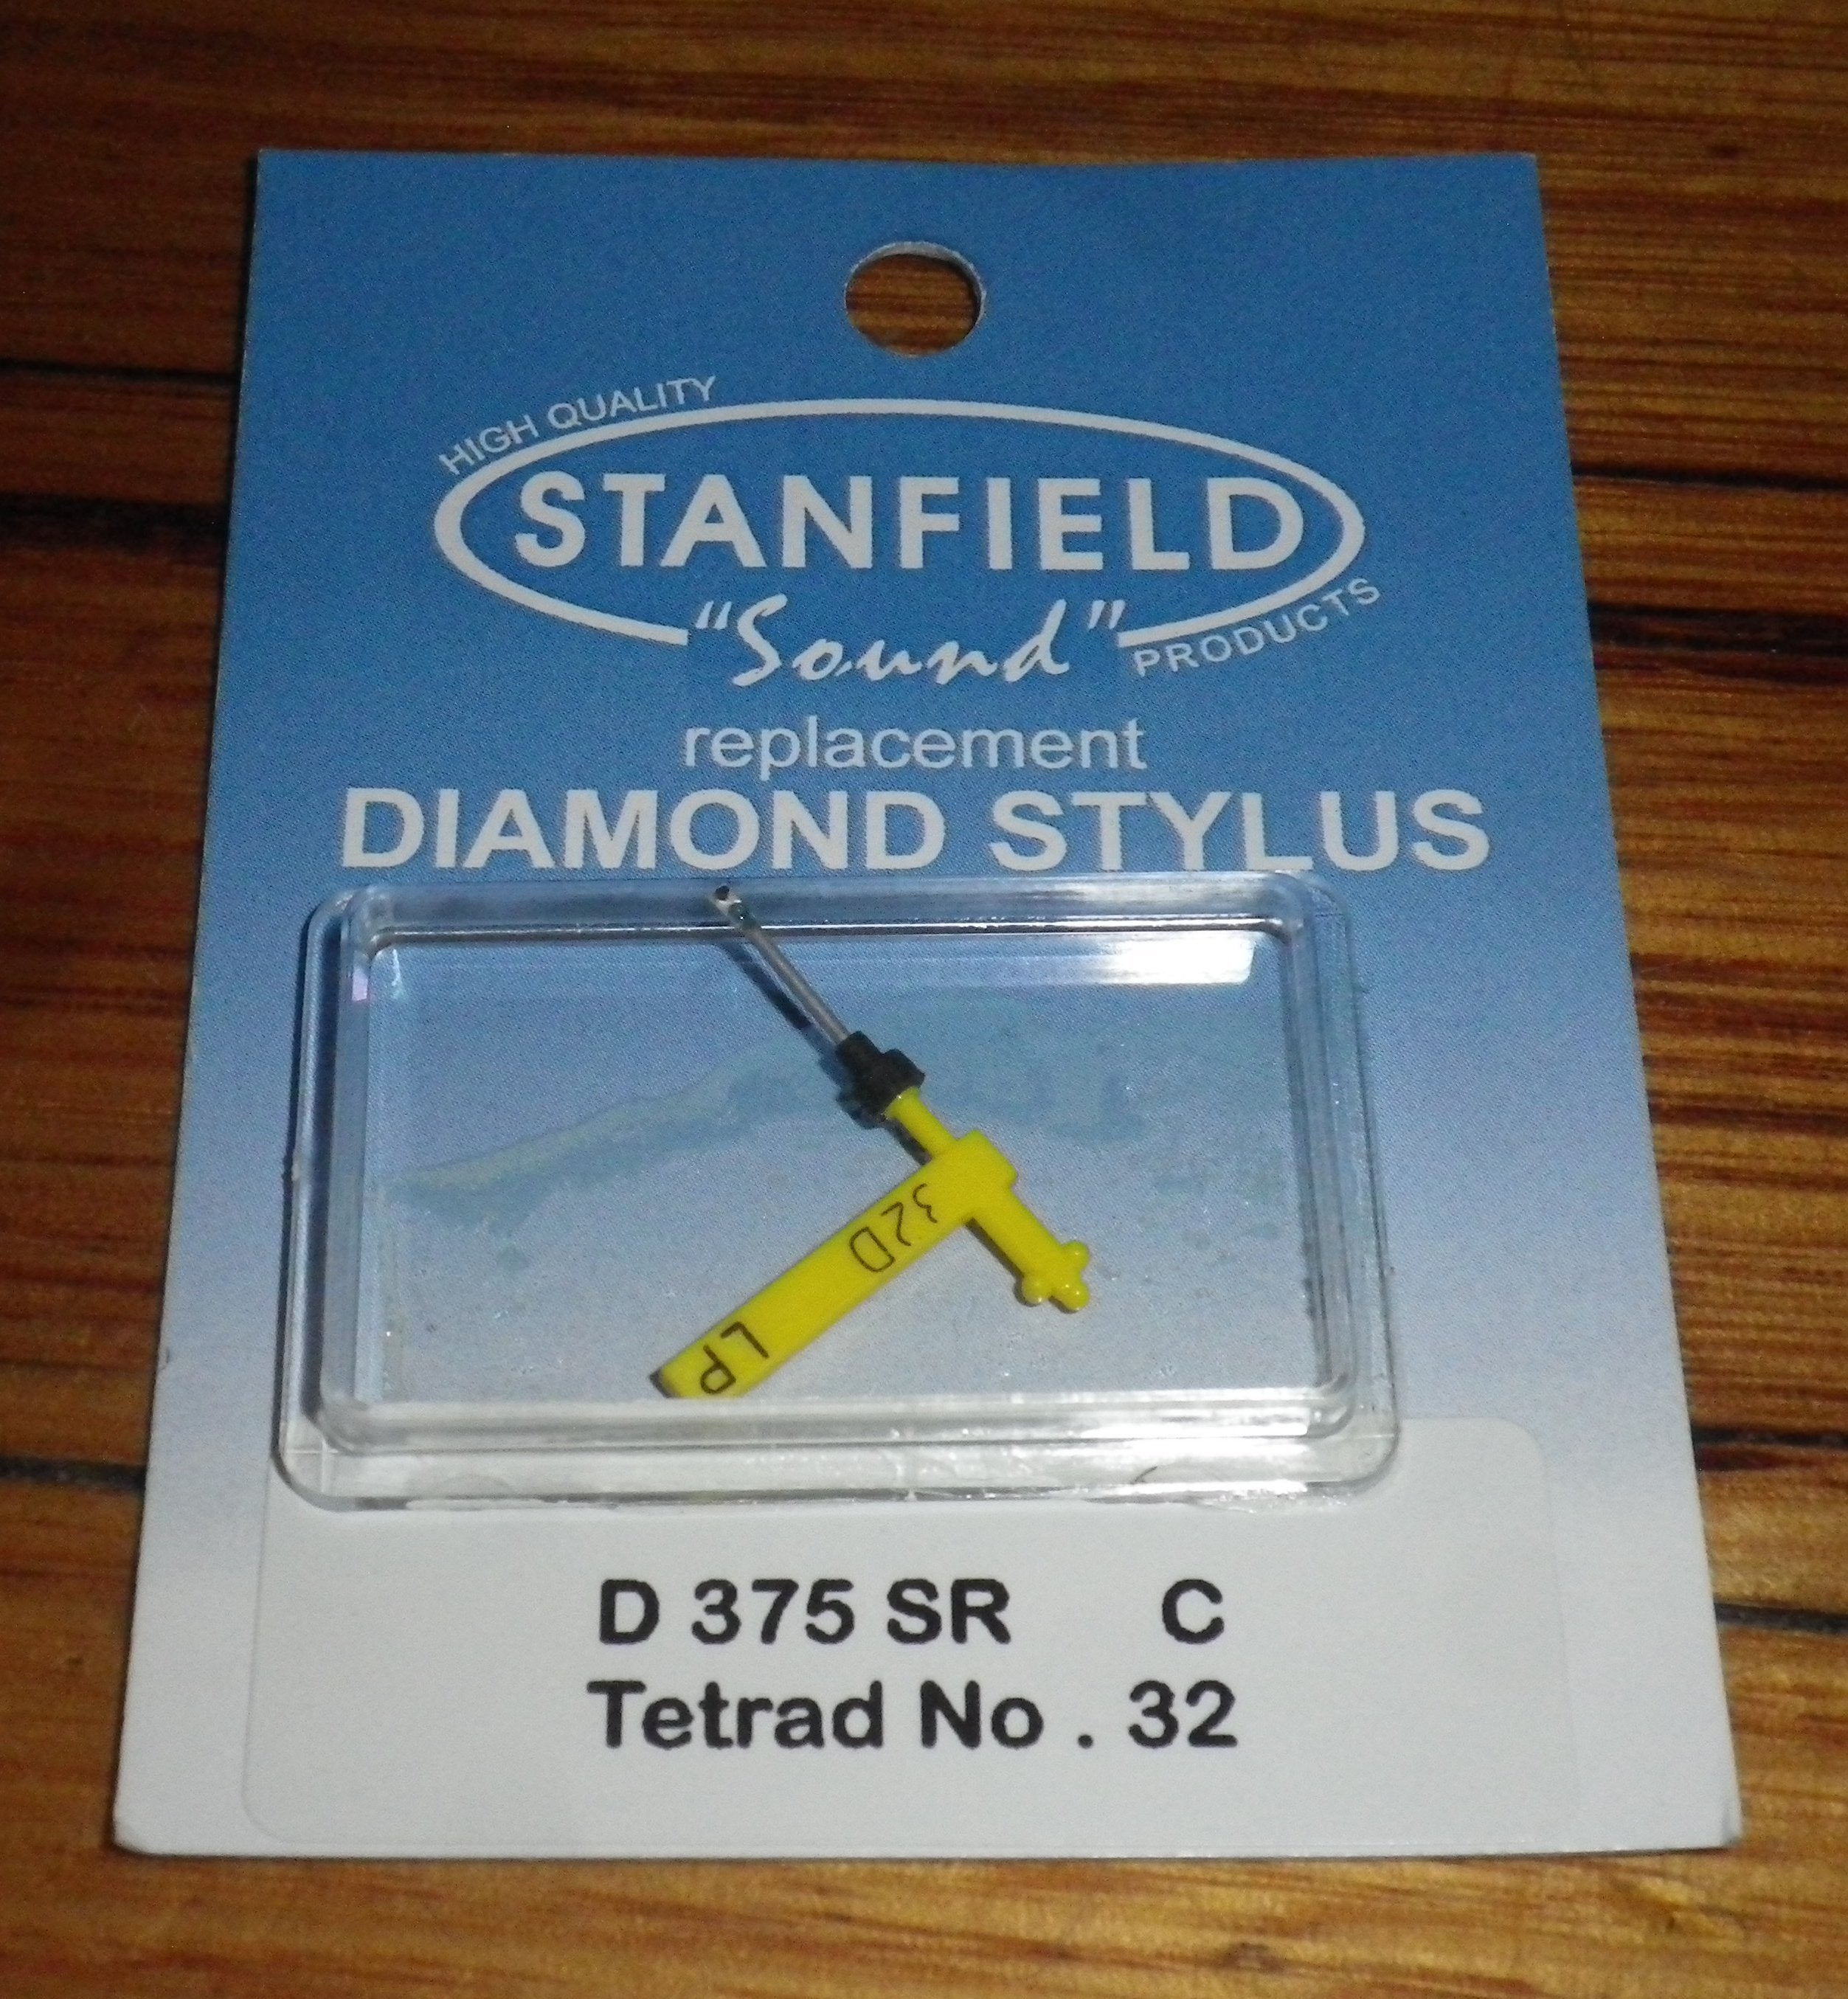 HIGH QUALITY
STANFIELD
"Sound"
PRODUCTS
replacement
DIAMOND STYLUS
32D
LP
D 375 SR C
Tetrad No . 32